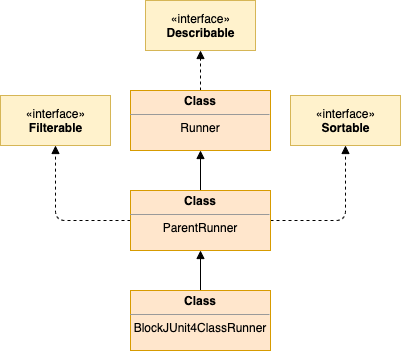 «interface»
Describable
Class
Runner
«interface»
Filterable
«interface»
Sortable
Class
ParentRunner
Class
BlockJUnit4ClassRunner